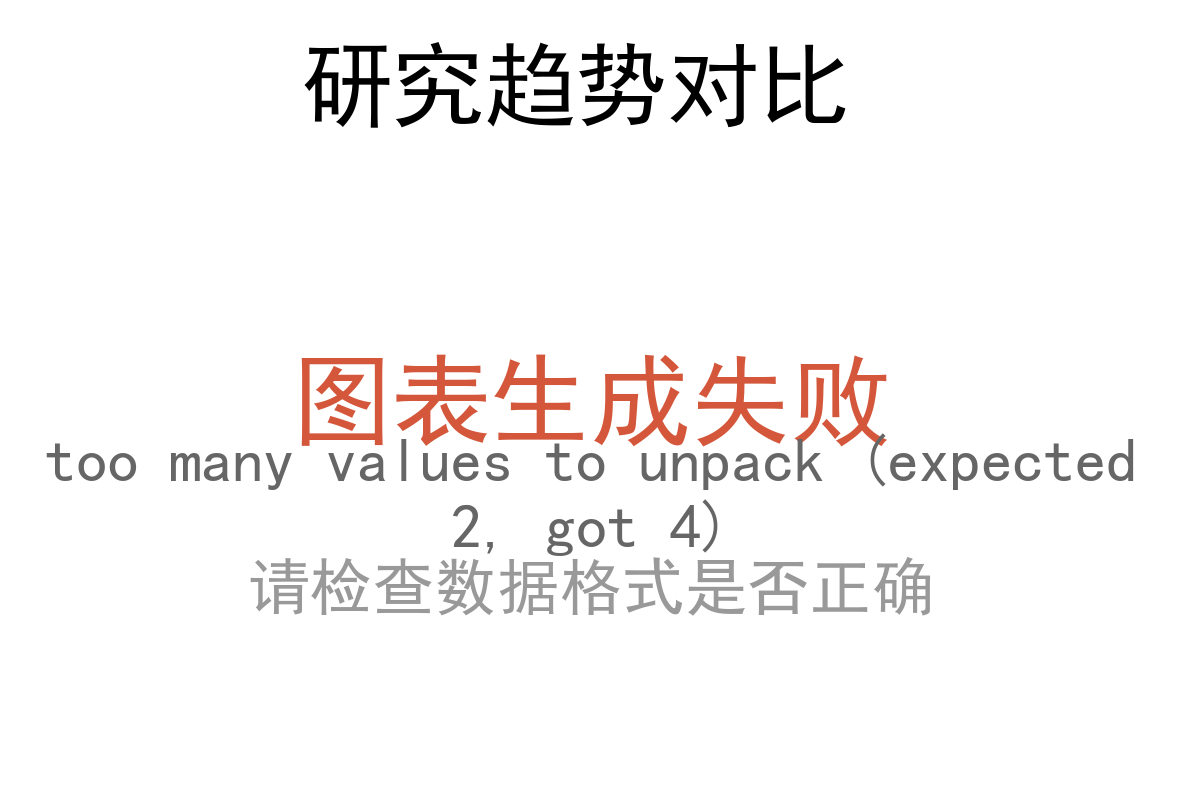 研究趋势对比
图表生成失败
too many values to unpack (expected
2, got 4)
请检查数据格式是否正确